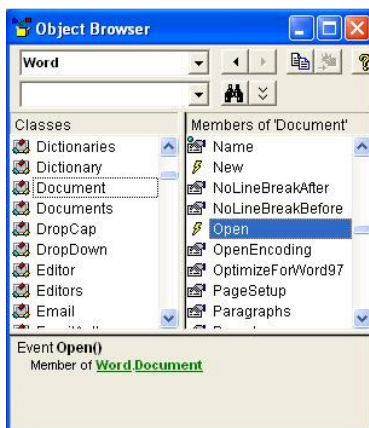 Object Browser
Word
Classes
Dictionaries
Dictionary
Document
Documents
DropCap
DropDown
Editor
Editors
Email
Members of 'Document'
Name
New
NoLineBreakAfter
NoLineBreakBefore
Open
OpenEncoding
OptimizeForWord97
PageSetup
Paragraphs
Event Open()
Member of Word.Document